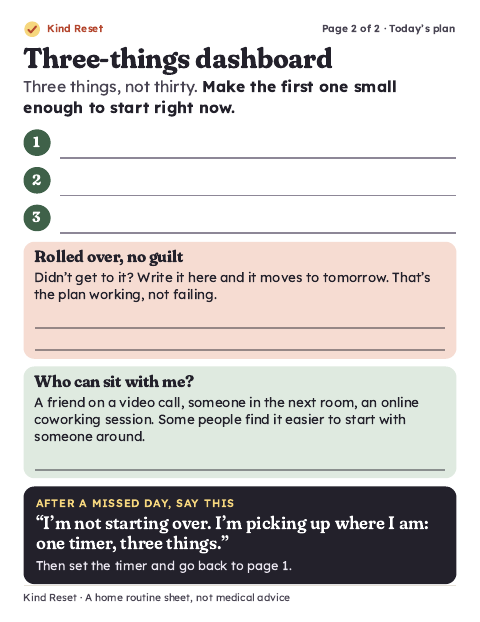 Kind Reset
Page 2 of 2 · Today's plan
Three-things dashboard
Three things, not thirty. Make the first one small
enough to start right now.
1
2
3
Rolled over, no guilt
Didn't get to it? Write it here and it moves to tomorrow. That's
the plan working, not failing.
Who can sit with me?
A friend on a video call, someone in the next room, an online
coworking session. Some people find it easier to start with
someone around.
AFTER A MISSED DAY, SAY THIS
“I'm not starting over. I'm picking up where I am:
one timer, three things.”
Then set the timer and go back to page 1.
Kind Reset · A home routine sheet, not medical advice